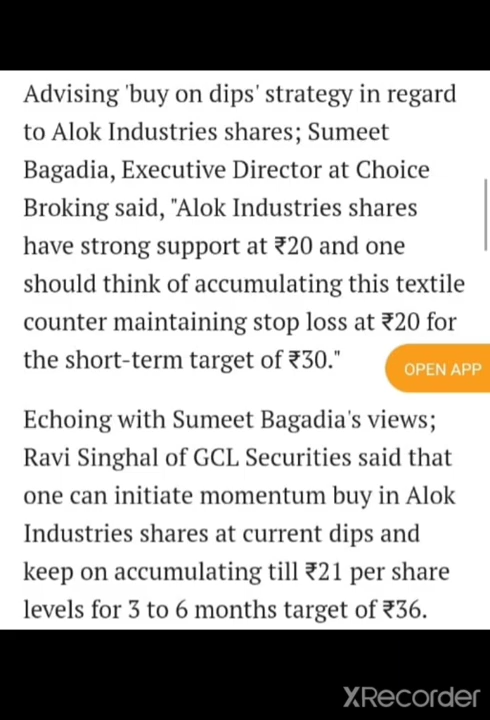 Advising 'buy on dips' strategy in regard
to Alok Industries shares; Sumeet
Bagadia, Executive Director at Choice
Broking said, "Alok Industries shares
have strong support at ₹20 and one
should think of accumulating this textile
counter maintaining stop loss at ₹20 for
the short-term target of ₹30."
OPEN APP
Echoing with Sumeet Bagadia's views;
Ravi Singhal of GCL Securities said that
one can initiate momentum buy in Alok
Industries shares at current dips and
keep on accumulating till ₹21 per share
levels for 3 to 6 months target of ₹36.
XRecorder